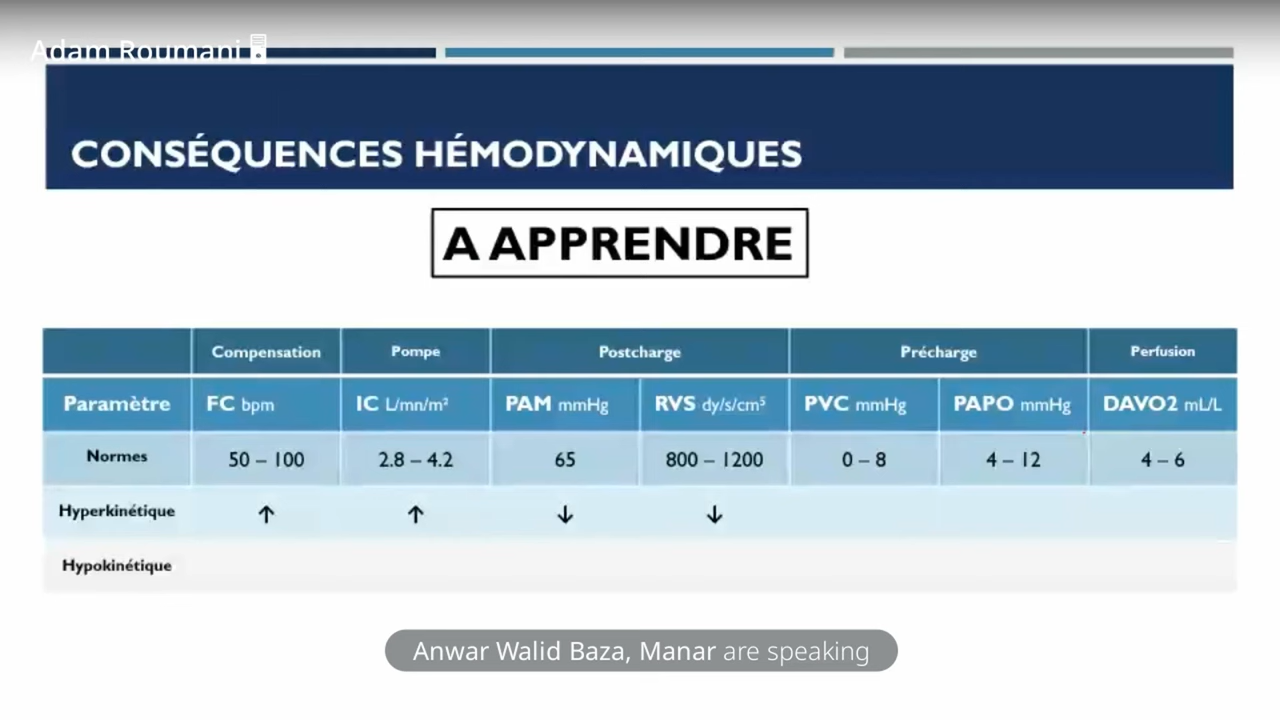 Adam Roumani
CONSÉQUENCES HÉMODYNAMIQUES
A APPRENDRE
Compensation Pompe Postcharge Précharge Perfusion
Paramètre FC bpm IC L/mn/m² PAM mmHg RVS dy/s/cm⁵ PVC mmHg PAPO mmHg DAVO2 mL/L
Normes 50 – 100 2.8 – 4.2 65 800 – 1200 0 – 8 4 – 12 4 – 6
Hyperkinétique ↑ ↑ ↓ ↓
Hypokinétique
Anwar Walid Baza, Manar are speaking